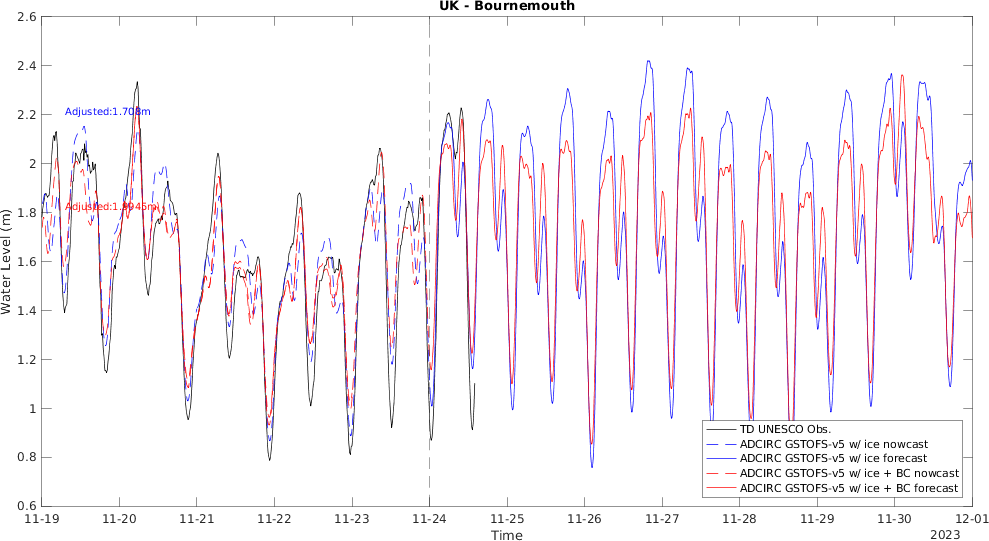 UK - Bournemouth
2.6
2.4
2.2
2
1.8
1.6
1.4
1.2
1
0.8
0.6
Water Level (m)
Adjusted:1.708m
TD UNESCO Obs.
ADCIRC GSTOFS-v5 w/ ice nowcast
ADCIRC GSTOFS-v5 w/ ice forecast
ADCIRC GSTOFS-v5 w/ ice + BC nowcast
ADCIRC GSTOFS-v5 w/ ice + BC forecast
11-19 11-20 11-21 11-22 11-23 11-24 11-25 11-26 11-27 11-28 11-29 11-30 12-01
Time
2023